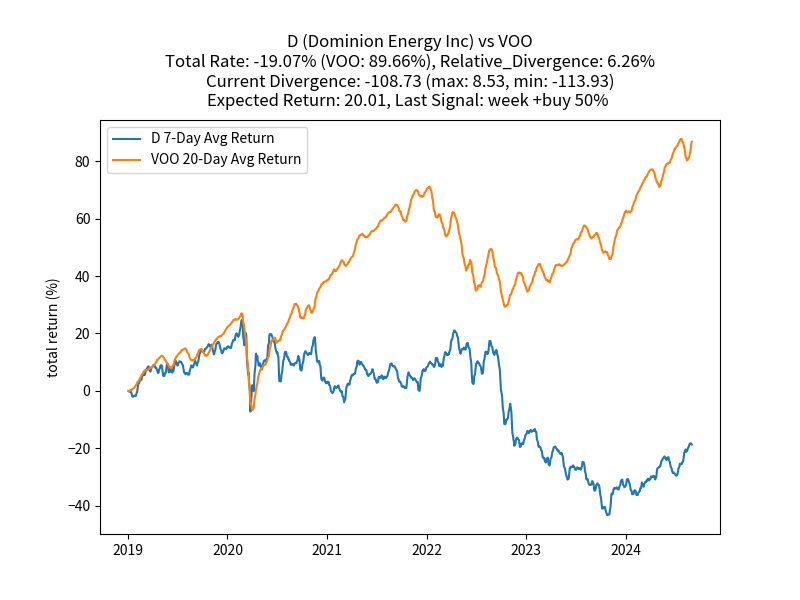 D (Dominion Energy Inc) vs VOO
Total Rate: -19.07% (VOO: 89.66%), Relative_Divergence: 6.26%
Current Divergence: -108.73 (max: 8.53, min: -113.93)
Expected Return: 20.01, Last Signal: week +buy 50%
D 7-Day Avg Return
VOO 20-Day Avg Return
total return (%)
80
60
40
20
0
−20
−40
2019
2020
2021
2022
2023
2024